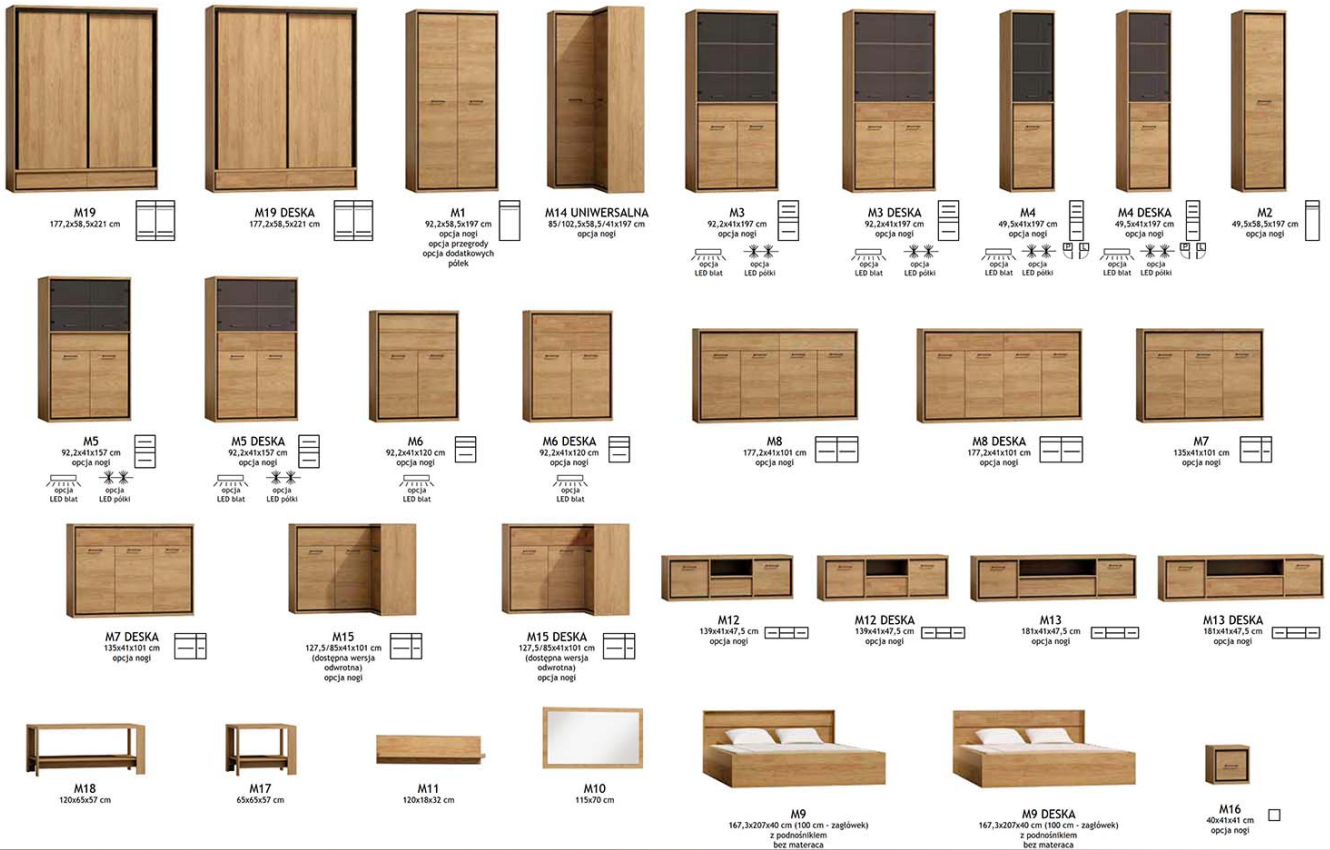 M19
177,2x58,5x221 cm
M19 DESKA
177,2x58,5x221 cm
M1
92,2x58,5x197 cm
opcja nogi
opcja przegrody
opcja dodatkowych
półek
M14 UNIWERSALNA
85/102,5x58,5/41x197 cm
opcja nogi
M3
92,2x41x197 cm
opcja nogi
opcja
LED blat
opcja
LED półki
M3 DESKA
92,2x41x197 cm
opcja nogi
opcja
LED blat
opcja
LED półki
M4
49,5x41x197 cm
opcja nogi
opcja
LED blat
opcja
LED półki
P L
M4 DESKA
49,5x41x197 cm
opcja nogi
opcja
LED blat
opcja
LED półki
P L
M2
49,5x58,5x197 cm
opcja nogi
M5
92,2x41x157 cm
opcja nogi
opcja
LED blat
opcja
LED półki
M5 DESKA
92,2x41x157 cm
opcja nogi
opcja
LED blat
opcja
LED półki
M6
92,2x41x120 cm
opcja nogi
opcja
LED blat
M6 DESKA
92,2x41x120 cm
opcja nogi
opcja
LED blat
M8
177,2x41x101 cm
opcja nogi
M8 DESKA
177,2x41x101 cm
opcja nogi
M7
135x41x101 cm
opcja nogi
M7 DESKA
135x41x101 cm
opcja nogi
M15
127,5/85x41x101 cm
(dostępna wersja
odwrotna)
opcja nogi
M15 DESKA
127,5/85x41x101 cm
(dostępna wersja
odwrotna)
opcja nogi
M12
139x41x47,5 cm
opcja nogi
M12 DESKA
139x41x47,5 cm
opcja nogi
M13
181x41x47,5 cm
opcja nogi
M13 DESKA
181x41x47,5 cm
opcja nogi
M18
120x65x57 cm
M17
65x65x57 cm
M11
120x18x32 cm
M10
115x70 cm
M9
167,3x207x40 cm (100 cm - zagłówek)
z podnośnikiem
bez materaca
M9 DESKA
167,3x207x40 cm (100 cm - zagłówek)
z podnośnikiem
bez materaca
M16
40x41x41 cm
opcja nogi